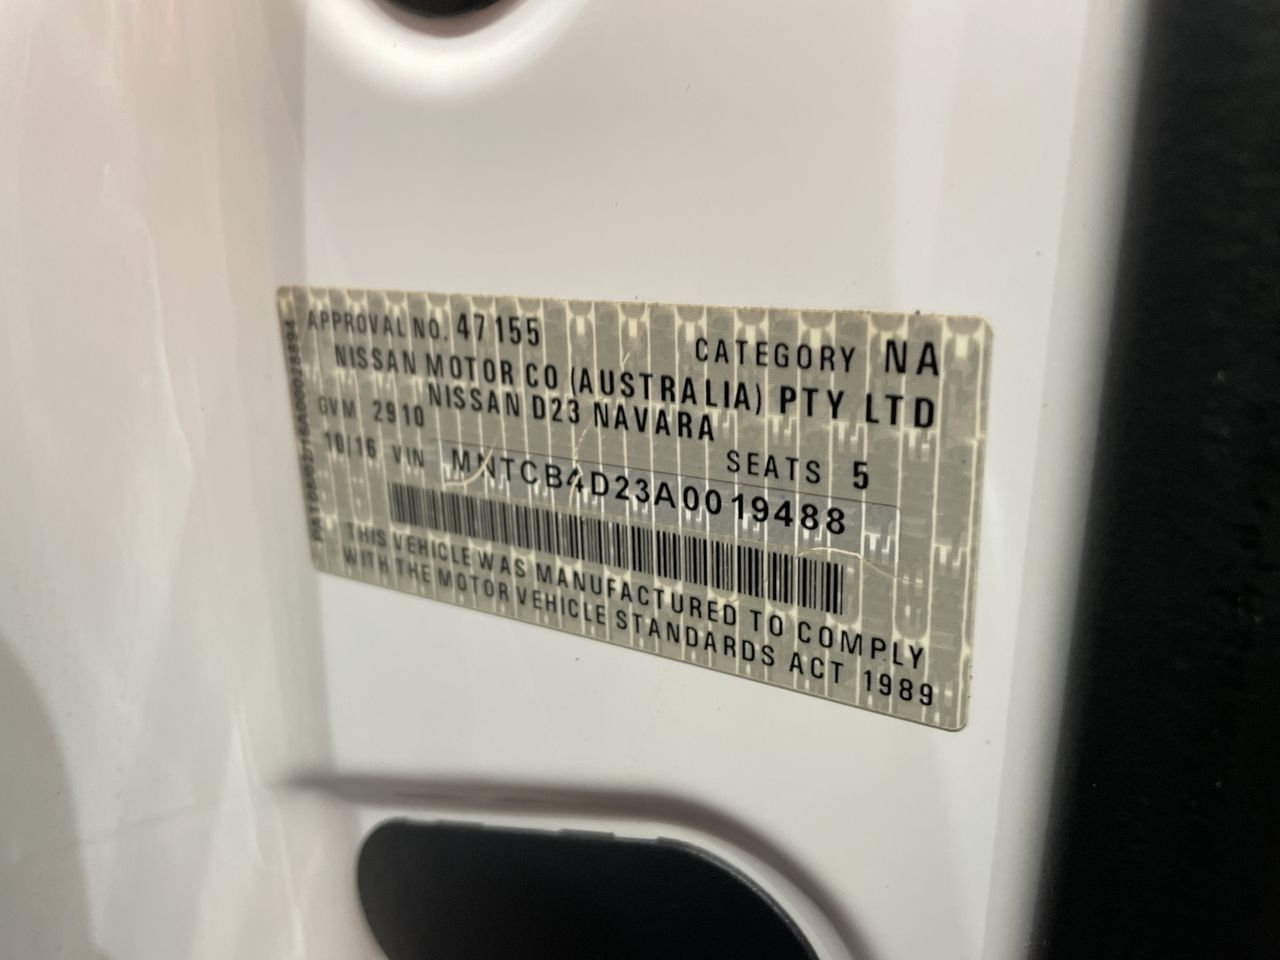 APPROVAL NO. 47155
CATEGORY NA
NISSAN MOTOR CO (AUSTRALIA) PTY LTD
NISSAN D23 NAVARA
GVM 2910
SEATS 5
10/16 VIN MNTCB4D23A0019488
THIS VEHICLE WAS MANUFACTURED TO COMPLY
WITH THE MOTOR VEHICLE STANDARDS ACT 1989